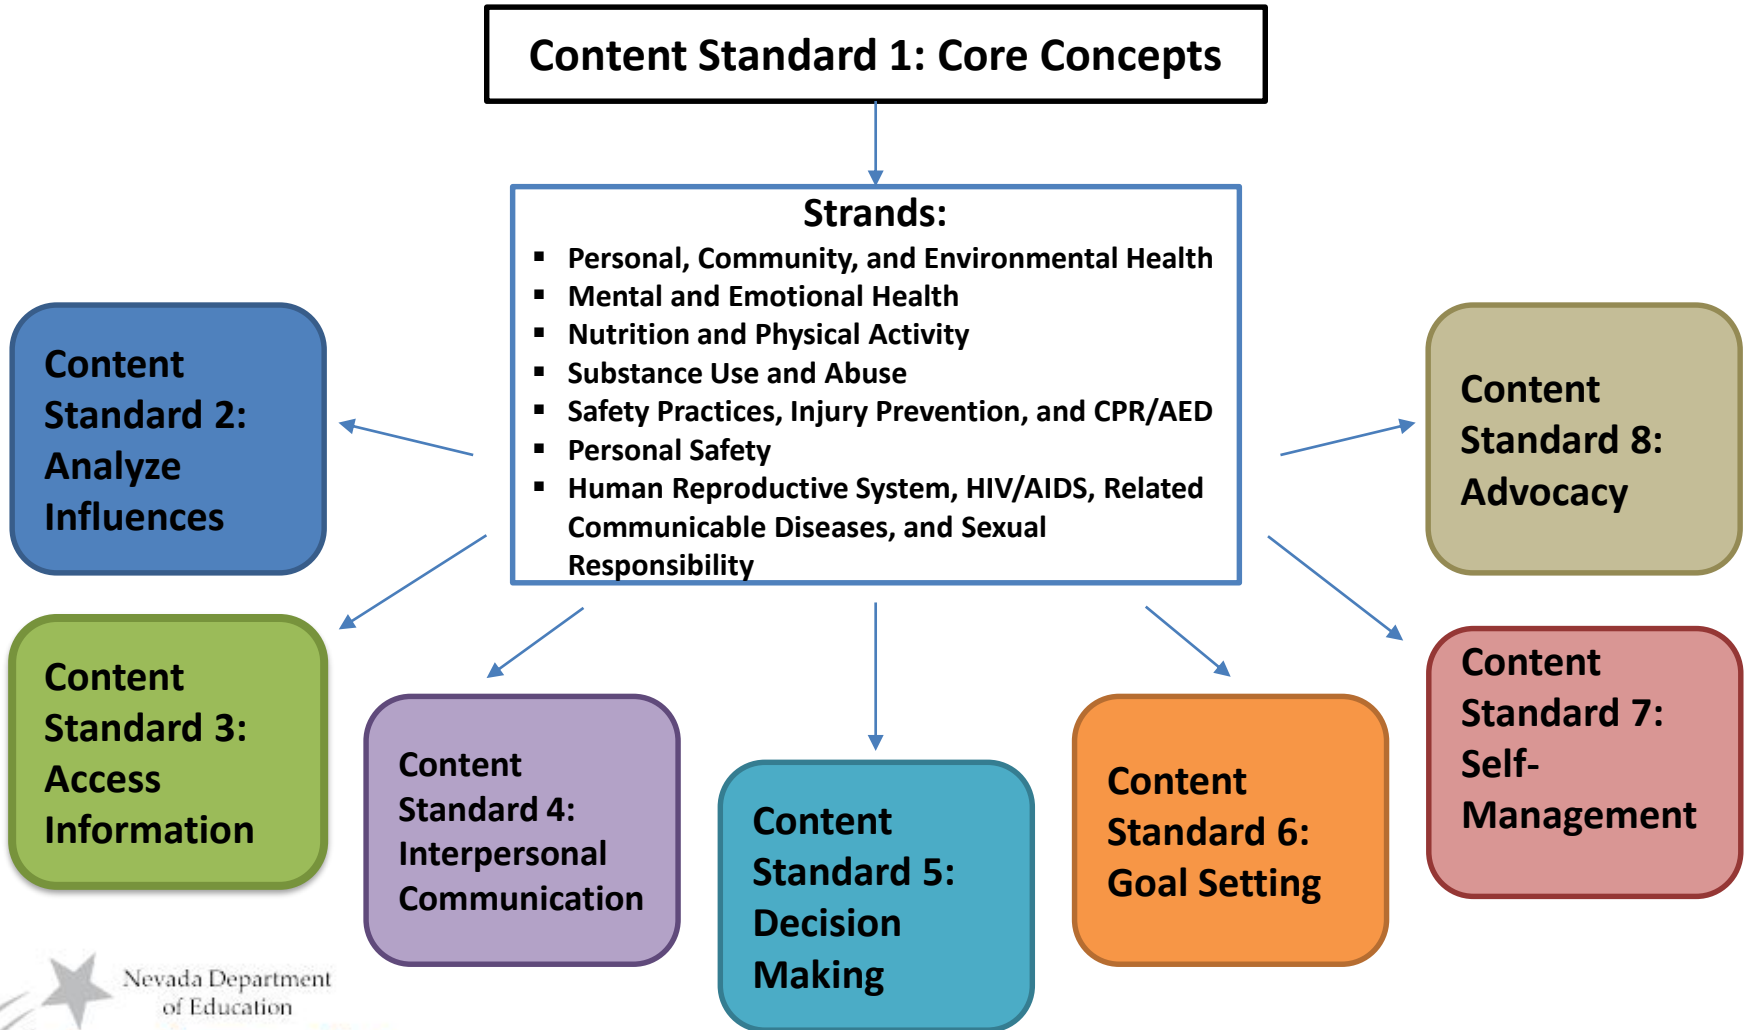 Content Standard 1: Core Concepts
Strands:
▪ Personal, Community, and Environmental Health
▪ Mental and Emotional Health
▪ Nutrition and Physical Activity
▪ Substance Use and Abuse
▪ Safety Practices, Injury Prevention, and CPR/AED
▪ Personal Safety
▪ Human Reproductive System, HIV/AIDS, Related
Communicable Diseases, and Sexual
Responsibility
Content
Standard 2:
Analyze
Influences
Content
Standard 3:
Access
Information
Content
Standard 4:
Interpersonal
Communication
Content
Standard 5:
Decision
Making
Content
Standard 6:
Goal Setting
Content
Standard 7:
Self-
Management
Content
Standard 8:
Advocacy
Nevada Department
of Education